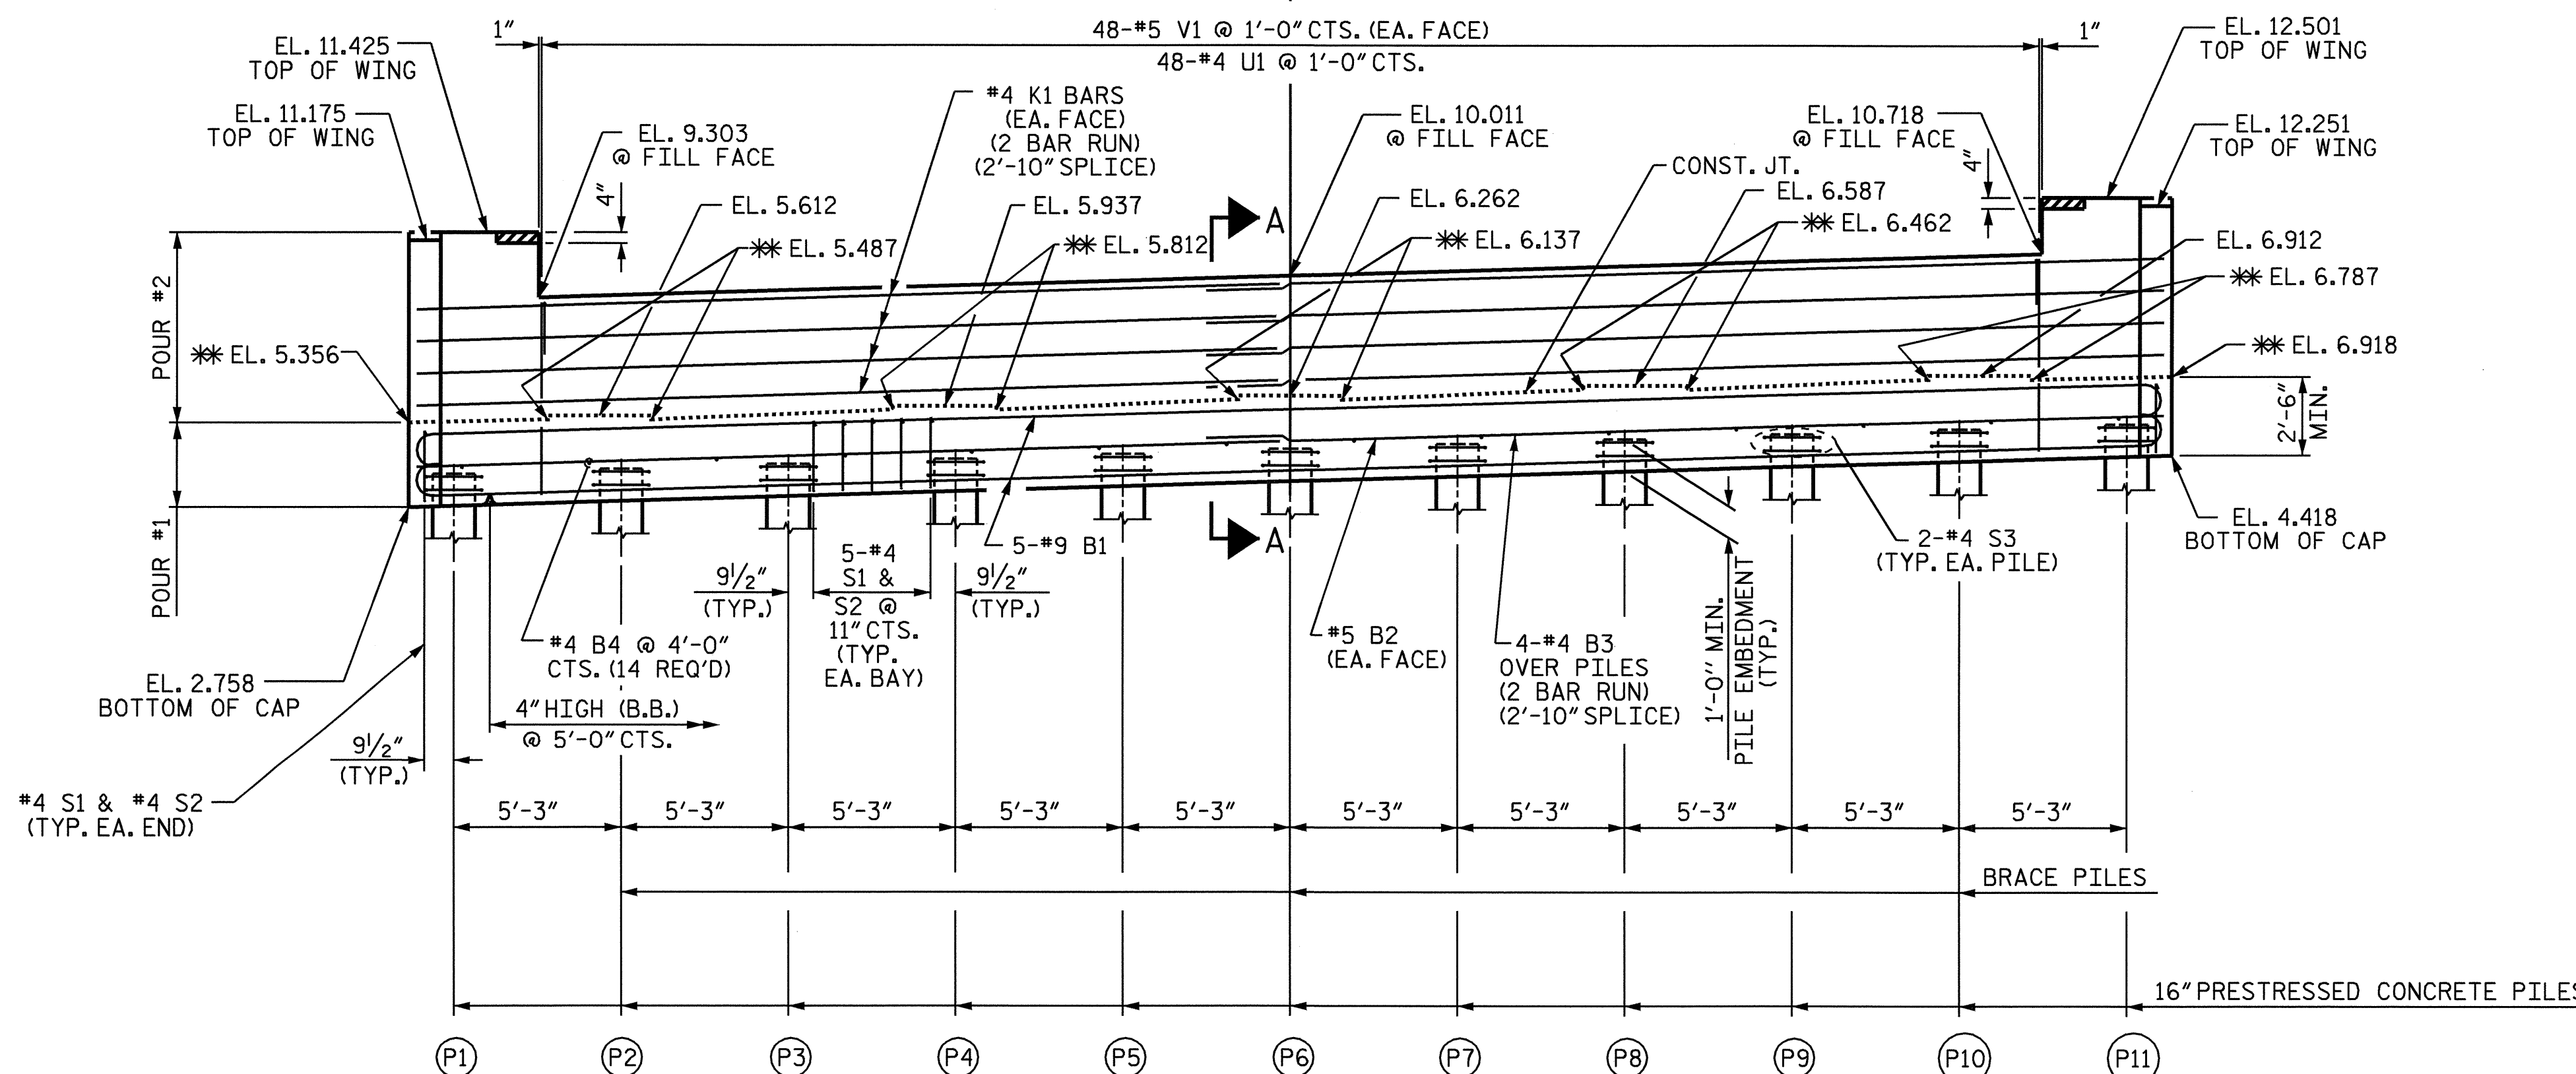 48-#5 V1 @ 1'-0" CTS. (EA. FACE)
48-#4 U1 @ 1'-0" CTS.
1"
1"
EL. 11.425
TOP OF WING
EL. 11.175
TOP OF WING
EL. 9.303
@ FILL FACE
4"
#4 K1 BARS
(EA. FACE)
(2 BAR RUN)
(2'-10" SPLICE)
EL. 10.011
@ FILL FACE
EL. 10.718
@ FILL FACE
4"
EL. 12.501
TOP OF WING
EL. 12.251
TOP OF WING
CONST. JT.
EL. 5.612
** EL. 5.487
EL. 5.937
** EL. 5.812
A
EL. 6.262
** EL. 6.137
EL. 6.587
** EL. 6.462
EL. 6.912
** EL. 6.787
POUR #2
** EL. 5.356
** EL. 6.918
2'-6"
MIN.
POUR #1
EL. 2.758
BOTTOM OF CAP
EL. 4.418
BOTTOM OF CAP
A
5-#9 B1
5-#4
S1 &
S2 @
11" CTS.
(TYP.
EA. BAY)
9 1/2"
(TYP.)
9 1/2"
(TYP.)
#4 B4 @ 4'-0"
CTS. (14 REQ'D)
#5 B2
(EA. FACE)
4-#4 B3
OVER PILES
(2 BAR RUN)
(2'-10" SPLICE)
1'-0" MIN.
PILE EMBEDMENT
(TYP.)
2-#4 S3
(TYP. EA. PILE)
4" HIGH (B.B.)
@ 5'-0" CTS.
9 1/2"
(TYP.)
#4 S1 & #4 S2
(TYP. EA. END)
5'-3" 5'-3" 5'-3" 5'-3" 5'-3" 5'-3" 5'-3" 5'-3" 5'-3" 5'-3"
BRACE PILES
16" PRESTRESSED CONCRETE PILES
P1 P2 P3 P4 P5 P6 P7 P8 P9 P10 P11